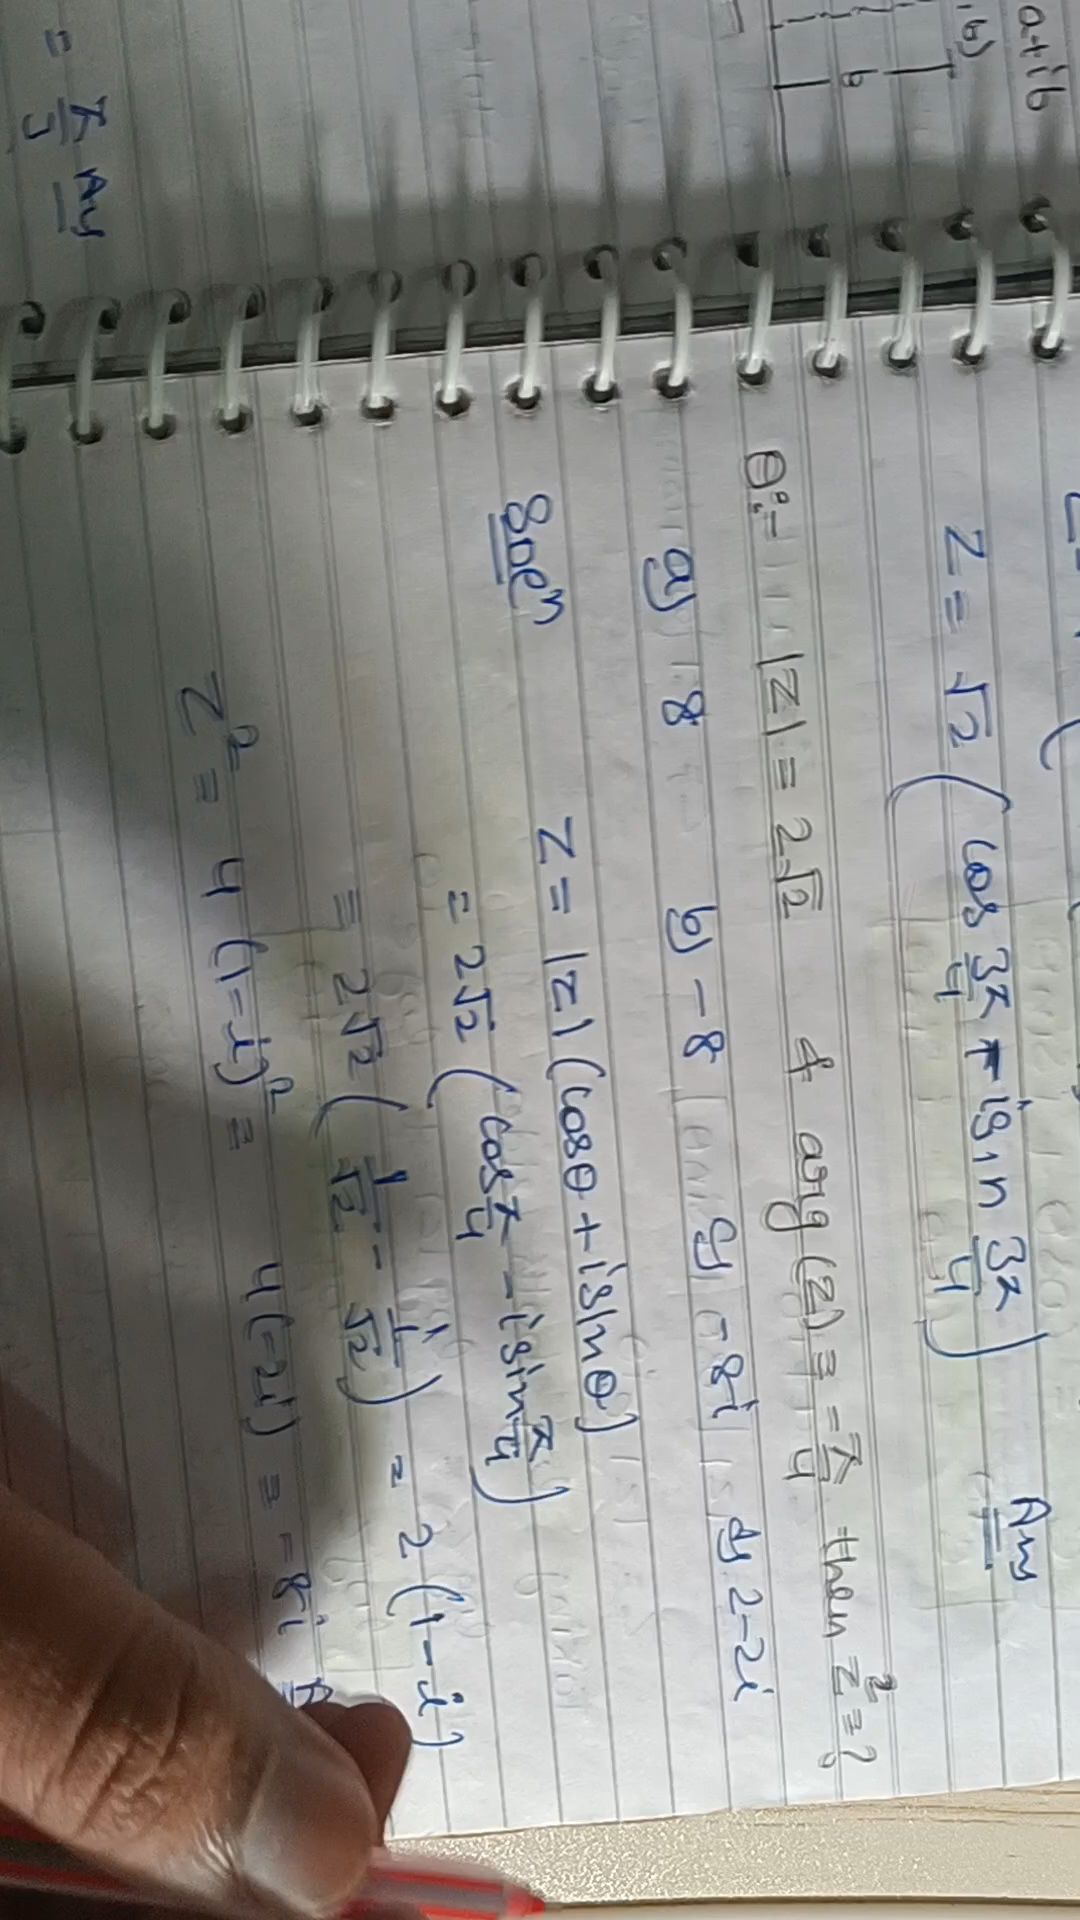 a+ib
, b)
b
= π/3 Ans
Z = √2 (cos 3π/4 + i sin 3π/4) Ans
Q:- |z| = 2√2 & arg(z) = -π/4 then z² = ?
a) 8 b) -8 c) -8i d) 2-2i
Soln
Z = |z| (cosθ + i sinθ)
= 2√2 (cos π/4 - i sin π/4)
= 2√2 (1/√2 - i/√2) = 2(1-i)
Z² = 4(1-i)² = 4(-2i) = -8i